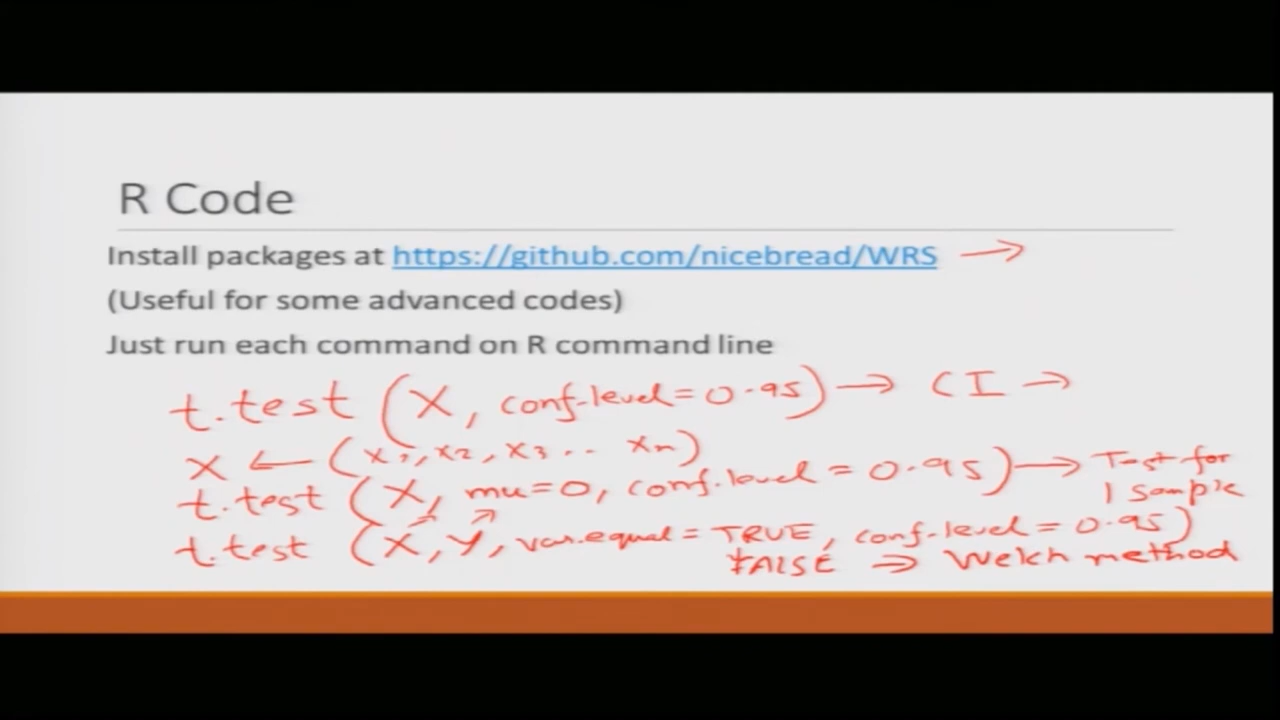 R Code
Install packages at https://github.com/nicebread/WRS →
(Useful for some advanced codes)
Just run each command on R command line
t.test (X, conf.level = 0.95) → CI →
X ← (x1, x2, x3 .. xn)
t.test (X, mu=0, conf.level = 0.95) → Test for
1 sample
t.test (X, Y, var.equal = TRUE, conf.level = 0.95)
FALSE → Welch method